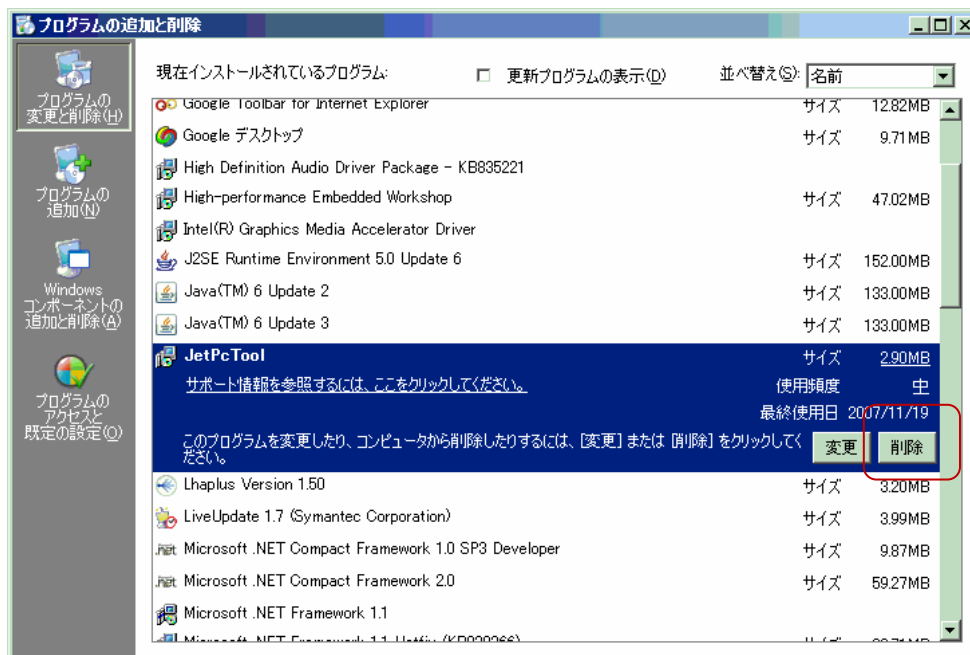 プログラムの追加と削除
プログラムの
変更と削除(H)
プログラムの
追加(N)
Windows
コンポーネントの
追加と削除(A)
プログラムの
アクセスと
既定の設定(O)
現在インストールされているプログラム: 更新プログラムの表示(D) 並べ替え(S): 名前
Google Toolbar for Internet Explorer サイズ 12.82MB
Google デスクトップ サイズ 9.71MB
High Definition Audio Driver Package - KB835221
High-performance Embedded Workshop サイズ 47.02MB
Intel(R) Graphics Media Accelerator Driver
J2SE Runtime Environment 5.0 Update 6 サイズ 152.00MB
Java(TM) 6 Update 2 サイズ 133.00MB
Java(TM) 6 Update 3 サイズ 133.00MB
JetPcTool サイズ 2.90MB
サポート情報を参照するには、ここをクリックしてください。 使用頻度 中
最終使用日 2007/11/19
このプログラムを変更したり、コンピュータから削除したりするには、[変更] または [削除] をクリックしてく
ださい。 変更 削除
Lhaplus Version 1.50 サイズ 3.20MB
LiveUpdate 1.7 (Symantec Corporation) サイズ 3.99MB
Microsoft .NET Compact Framework 1.0 SP3 Developer サイズ 9.87MB
Microsoft .NET Compact Framework 2.0 サイズ 59.27MB
Microsoft .NET Framework 1.1
Microsoft .NET Framework 1.1 Hotfix